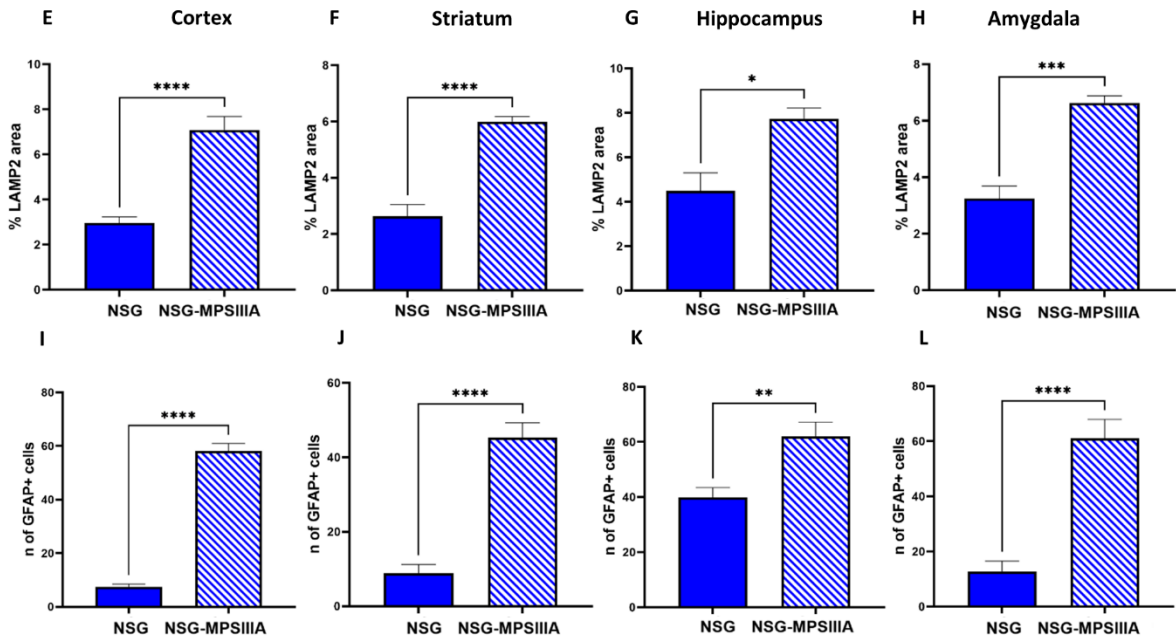 E Cortex
F Striatum
G Hippocampus
H Amygdala
% LAMP2 area
10
8
6
4
2
0
****
NSG NSG-MPSIIIA
% LAMP2 area
8
6
4
2
0
****
NSG NSG-MPSIIIA
% LAMP2 area
10
8
6
4
2
0
*
NSG NSG-MPSIIIA
% LAMP2 area
8
6
4
2
0
***
NSG NSG-MPSIIIA
I
n of GFAP+ cells
80
60
40
20
0
****
NSG NSG-MPSIIIA
J
n of GFAP+ cells
60
40
20
0
****
NSG NSG-MPSIIIA
K
n of GFAP+ cells
80
60
40
20
0
**
NSG NSG-MPSIIIA
L
n of GFAP+ cells
80
60
40
20
0
****
NSG NSG-MPSIIIA